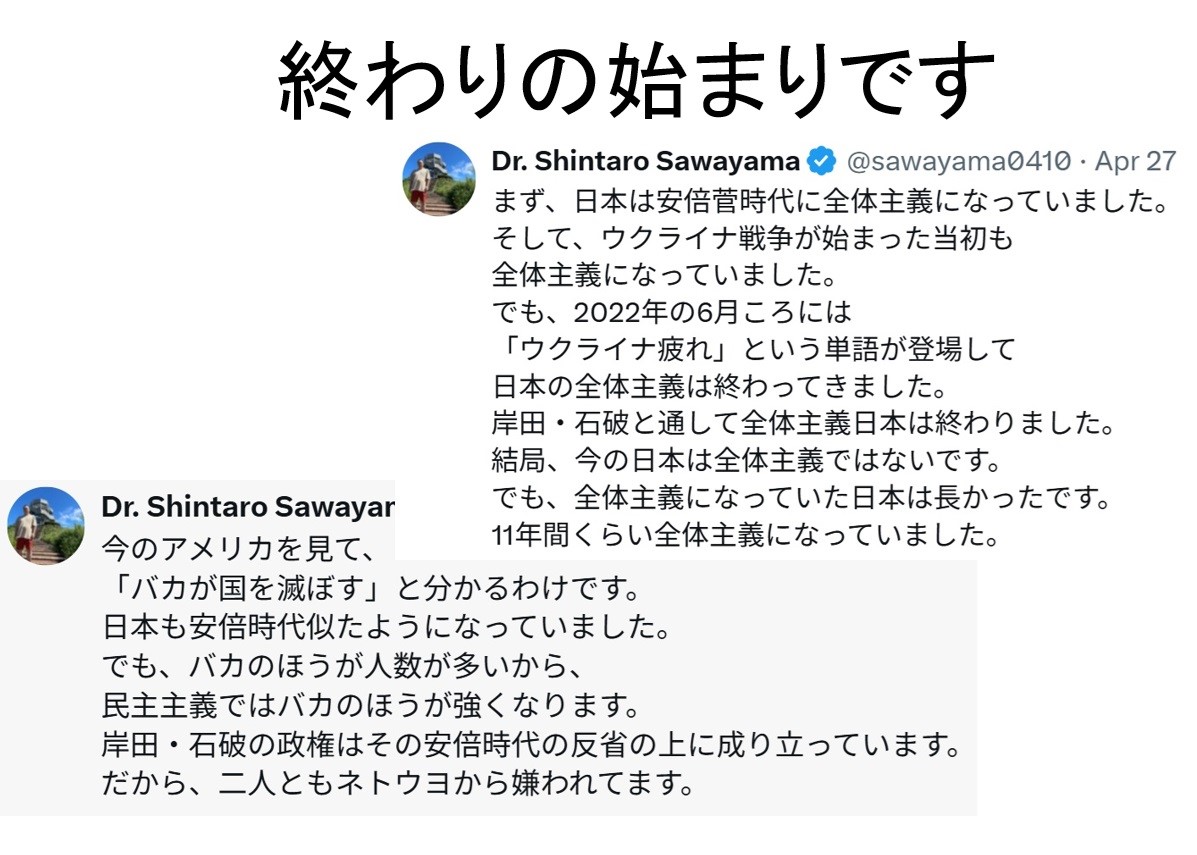 終わりの始まりです
Dr. Shintaro Sawayama @sawayama0410 · Apr 27
まず、日本は安倍菅時代に全体主義になっていました。
そして、ウクライナ戦争が始まった当初も
全体主義になっていました。
でも、2022年の6月ころには
「ウクライナ疲れ」という単語が登場して
日本の全体主義は終わってきました。
岸田・石破と通して全体主義日本は終わりました。
結局、今の日本は全体主義ではないです。
でも、全体主義になっていた日本は長かったです。
11年間くらい全体主義になっていました。
Dr. Shintaro Sawayar
今のアメリカを見て、
「バカが国を滅ぼす」と分かるわけです。
日本も安倍時代似たようになっていました。
でも、バカのほうが人数が多いから、
民主主義ではバカのほうが強くなります。
岸田・石破の政権はその安倍時代の反省の上に成り立っています。
だから、二人ともネトウヨから嫌われてます。